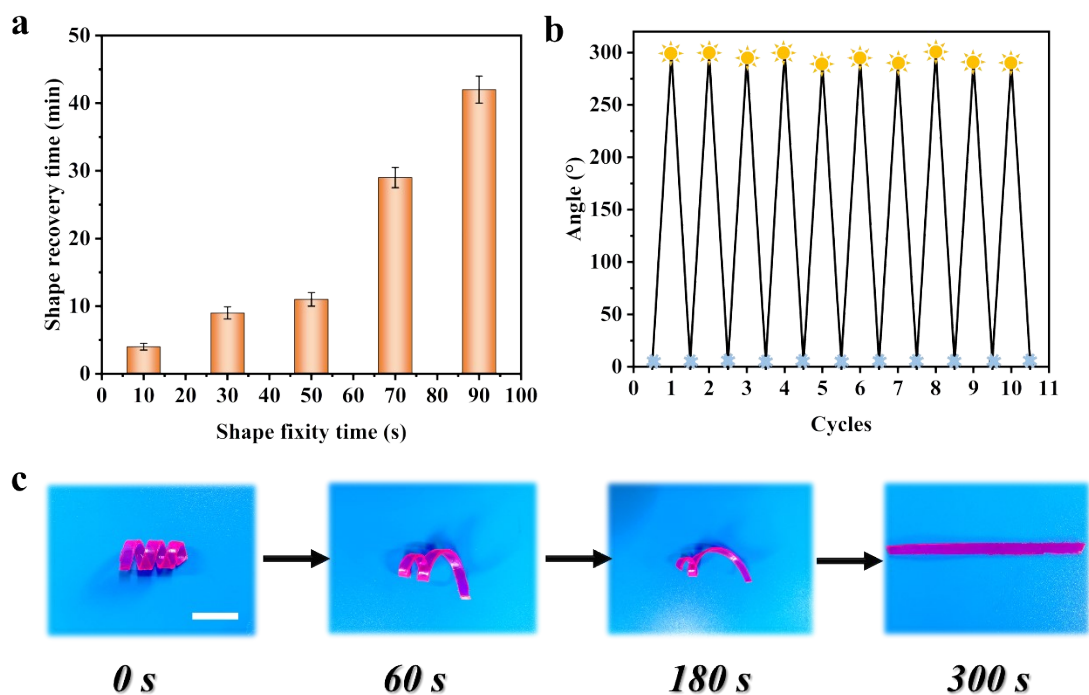 a
50
40
30
20
10
0
Shape recovery time (min)
0 10 20 30 40 50 60 70 80 90 100
Shape fixity time (s)
b
300
250
200
150
100
50
0
Angle (°)
0 1 2 3 4 5 6 7 8 9 10 11
Cycles
c
0 s 60 s 180 s 300 s